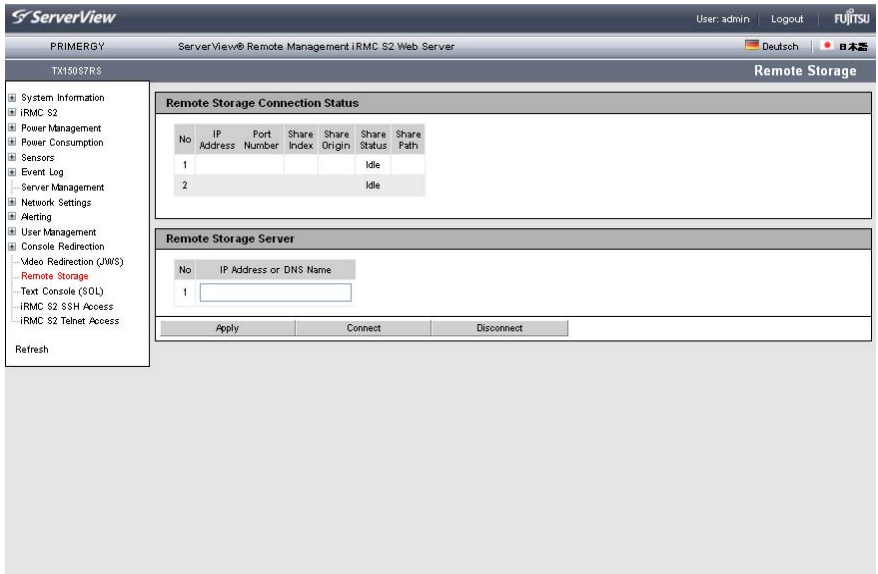 ServerView
User: admin Logout FUJITSU
PRIMERGY ServerView® Remote Management iRMC S2 Web Server Deutsch 日本語
TX150S7RS Remote Storage
System Information
iRMC S2
Power Management
Power Consumption
Sensors
Event Log
Server Management
Network Settings
Alerting
User Management
Console Redirection
Video Redirection (JWS)
Remote Storage
Text Console (SOL)
iRMC S2 SSH Access
iRMC S2 Telnet Access
Refresh
Remote Storage Connection Status
No IP Address Port Number Share Index Share Origin Share Status Share Path
1 Idle
2 Idle
Remote Storage Server
No IP Address or DNS Name
1
Apply Connect Disconnect